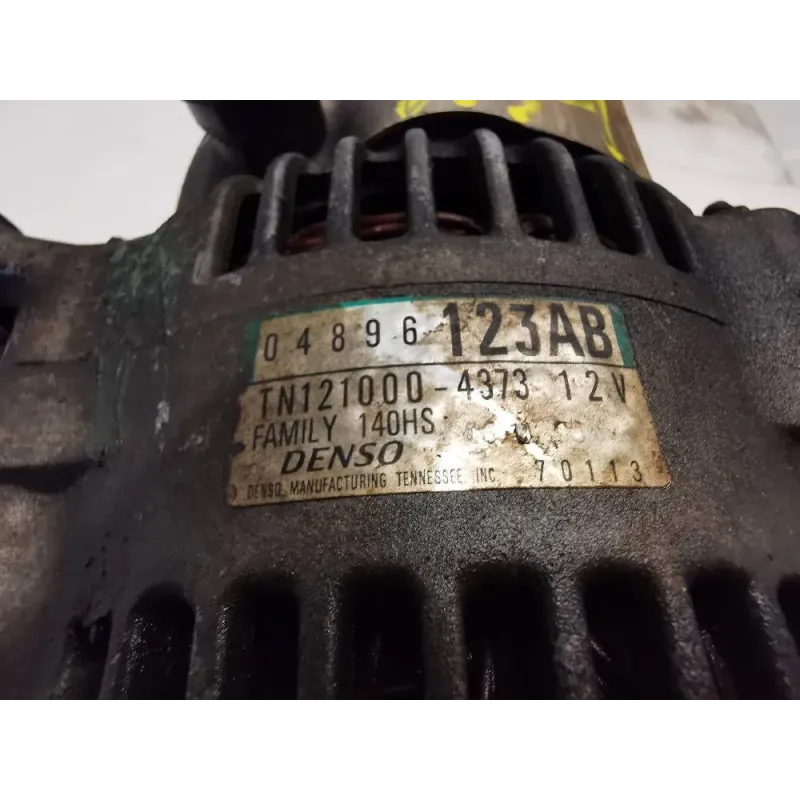 04896 123AB
TN121000-4373 12V
FAMILY 140HS
DENSO
DENSO MANUFACTURING TENNESSEE, INC. 70113